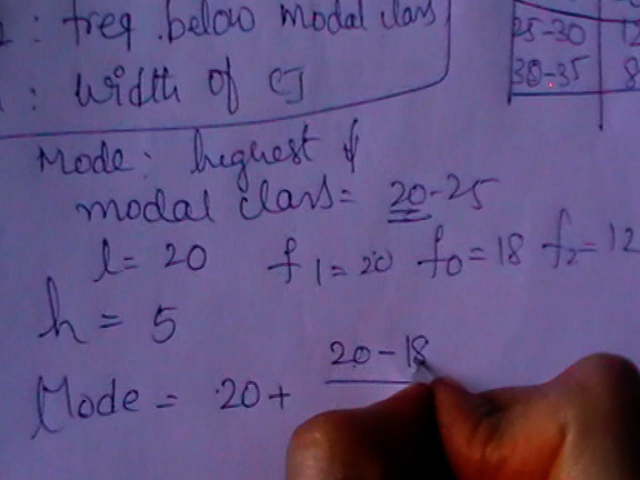 : freq. below modal class
: width of CI
25-30 12
30-35 8
Mode: highest f
modal class = 20-25
l = 20 f1 = 20 f0 = 18 f2 = 12
h = 5
20-18
Mode = 20+